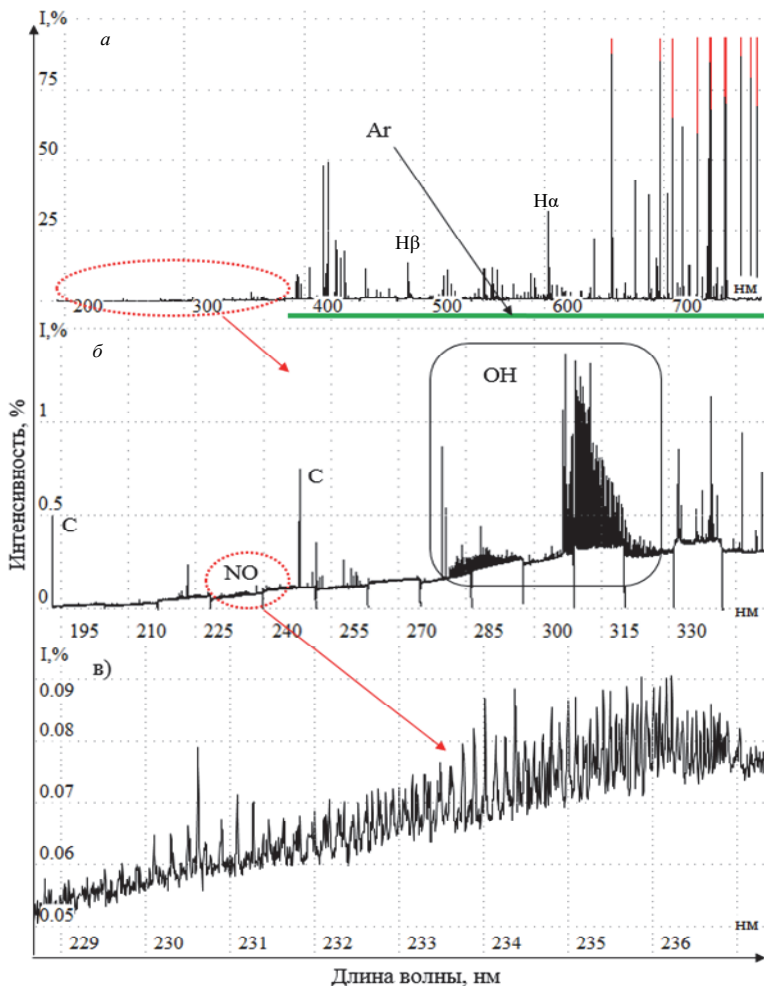 I,%
а
75
Ar
50
Hα
25
Hβ
200 300 400 500 600 700 нм
I,%
б
OH
1
C
0.5
C
NO
0
нм
195 210 225 240 255 270 285 300 315 330
I,%
в)
0.09
0.08
0.07
0.06
0.05
нм
229 230 231 232 233 234 235 236
Интенсивность, %
Длина волны, нм